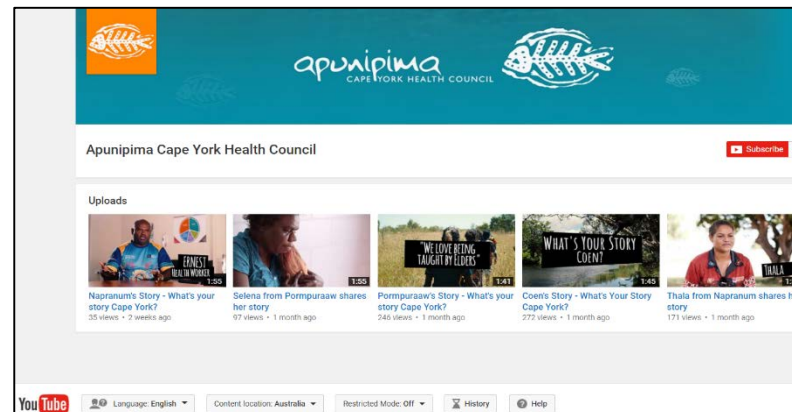 apunipima
CAPE YORK HEALTH COUNCIL
Apunipima Cape York Health Council
Subscribe
Uploads
ERNEST
HEALTH WORKER
1:55
1:55
"WE LOVE BEING
TAUGHT BY ELDERS"
1:41
WHAT'S YOUR STORY
COEN?
1:45
THALA
Napranum's Story - What's your
story Cape York?
35 views • 2 weeks ago
Selena from Pormpuraaw shares
her story
97 views • 1 month ago
Pormpuraaw's Story - What's your
story Cape York?
246 views • 1 month ago
Coen's Story - What's Your Story
Cape York?
272 views • 1 month ago
Thala from Napranum shares h
story
171 views • 1 month ago
YouTube
Language: English
Content location: Australia
Restricted Mode: Off
History
Help